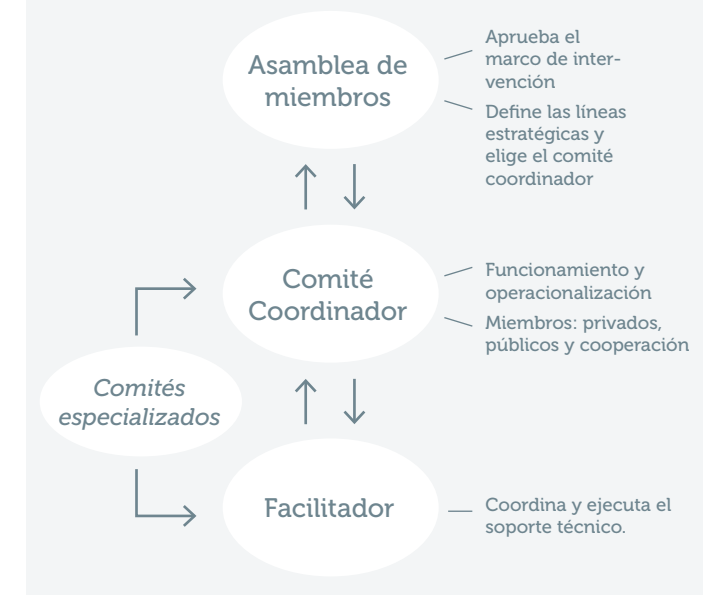 Asamblea de
miembros
Aprueba el
marco de inter-
vención
Define las líneas
estratégicas y
elige el comité
coordinador
Comité
Coordinador
Funcionamiento y
operacionalización
Miembros: privados,
públicos y cooperación
Comités
especializados
Facilitador
Coordina y ejecuta el
soporte técnico.